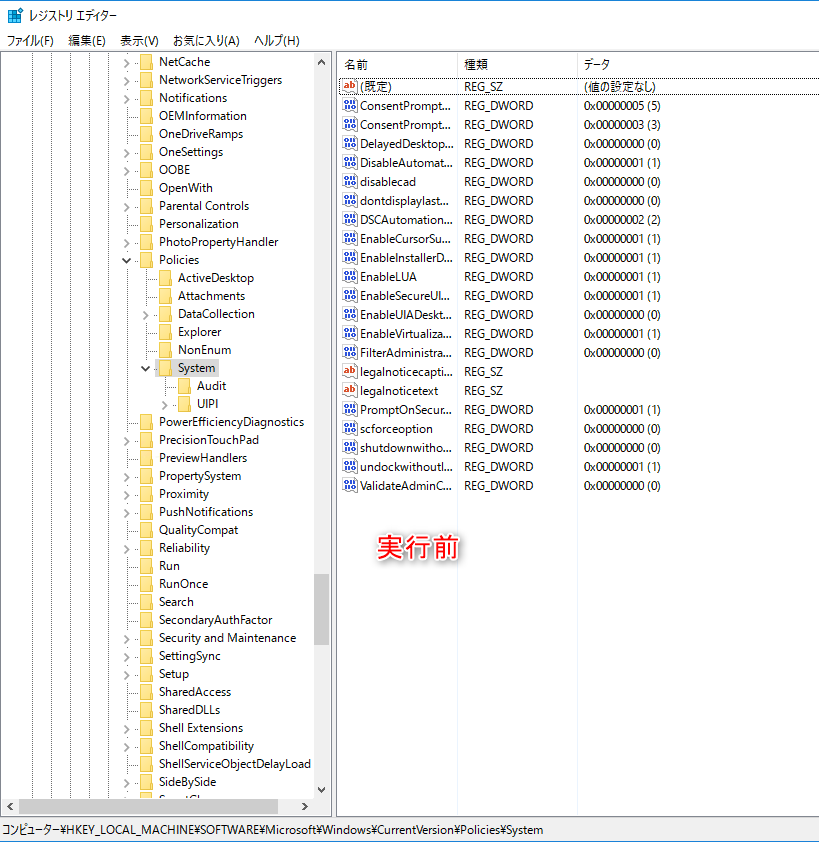 レジストリ エディター
ファイル(F) 編集(E) 表示(V) お気に入り(A) ヘルプ(H)
NetCache
NetworkServiceTriggers
Notifications
OEMInformation
OneDriveRamps
OneSettings
OOBE
OpenWith
Parental Controls
Personalization
PhotoPropertyHandler
Policies
ActiveDesktop
Attachments
DataCollection
Explorer
NonEnum
System
Audit
UIPI
PowerEfficiencyDiagnostics
PrecisionTouchPad
PreviewHandlers
PropertySystem
Proximity
PushNotifications
QualityCompat
Reliability
Run
RunOnce
Search
SecondaryAuthFactor
Security and Maintenance
SettingSync
Setup
SharedAccess
SharedDLLs
Shell Extensions
ShellCompatibility
ShellServiceObjectDelayLoad
SideBySide
名前 種類 データ
(既定) REG_SZ (値の設定なし)
ConsentPrompt... REG_DWORD 0x00000005 (5)
ConsentPrompt... REG_DWORD 0x00000003 (3)
DelayedDesktop... REG_DWORD 0x00000000 (0)
DisableAutomat... REG_DWORD 0x00000001 (1)
disablecad REG_DWORD 0x00000000 (0)
dontdisplaylast... REG_DWORD 0x00000000 (0)
DSCAutomation... REG_DWORD 0x00000002 (2)
EnableCursorSu... REG_DWORD 0x00000001 (1)
EnableInstallerD... REG_DWORD 0x00000001 (1)
EnableLUA REG_DWORD 0x00000001 (1)
EnableSecureUI... REG_DWORD 0x00000001 (1)
EnableUIADeskt... REG_DWORD 0x00000000 (0)
EnableVirtualiza... REG_DWORD 0x00000001 (1)
FilterAdministra... REG_DWORD 0x00000000 (0)
legalnoticecapti... REG_SZ
legalnoticetext REG_SZ
PromptOnSecur... REG_DWORD 0x00000001 (1)
scforceoption REG_DWORD 0x00000000 (0)
shutdownwitho... REG_DWORD 0x00000000 (0)
undockwithoutl... REG_DWORD 0x00000001 (1)
ValidateAdminC... REG_DWORD 0x00000000 (0)
実行前
コンピューター¥HKEY_LOCAL_MACHINE¥SOFTWARE¥Microsoft¥Windows¥CurrentVersion¥Policies¥System